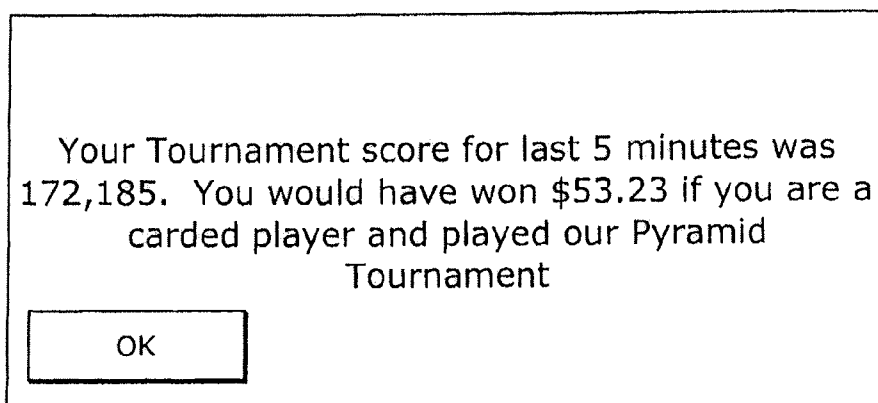 Your Tournament score for last 5 minutes was
172,185.  You would have won $53.23 if you are a
carded player and played our Pyramid
Tournament
OK